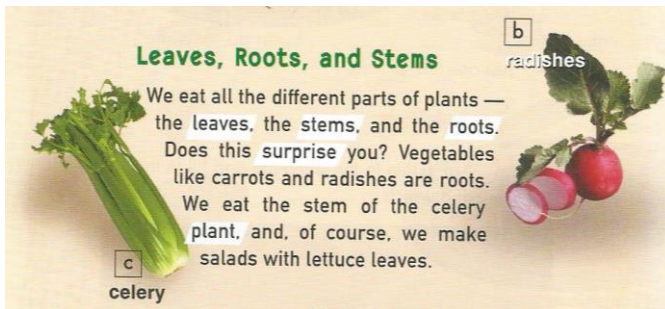 b
radishes
Leaves, Roots, and Stems
We eat all the different parts of plants —
the leaves, the stems, and the roots.
Does this surprise you? Vegetables
like carrots and radishes are roots.
We eat the stem of the celery
plant, and, of course, we make
salads with lettuce leaves.
c
celery